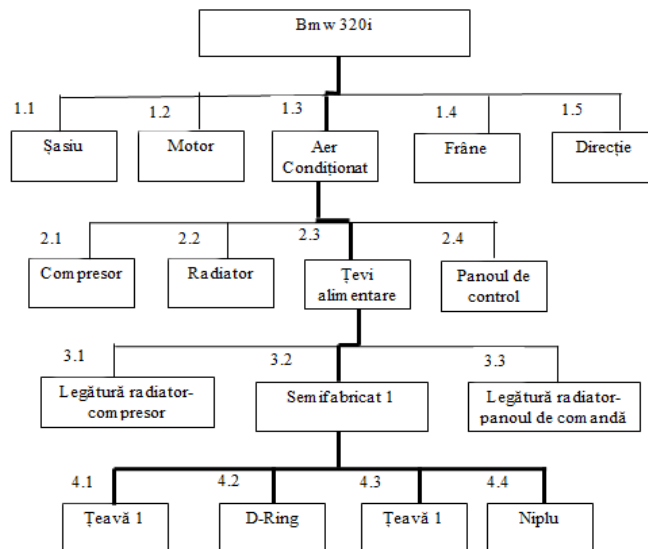 Bmw 320i
1.1
1.2
1.3
1.4
1.5
Șasiu
Motor
Aer
Condiționat
Frâne
Direcție
2.1
2.2
2.3
2.4
Compresor
Radiator
Țevi
alimentare
Panoul de
control
3.1
3.2
3.3
Legătură radiator-
compresor
Semifabricat 1
Legătură radiator-
panoul de comandă
4.1
4.2
4.3
4.4
Țeavă 1
D-Ring
Țeavă 1
Niplu